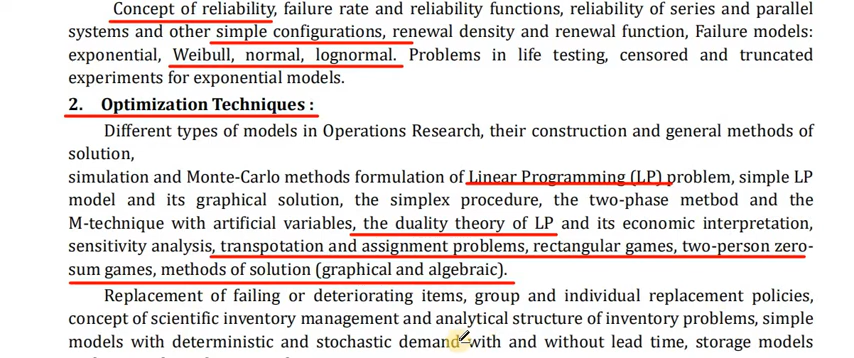 Concept of reliability, failure rate and reliability functions, reliability of series and parallel
systems and other simple configurations, renewal density and renewal function, Failure models:
exponential, Weibull, normal, lognormal. Problems in life testing, censored and truncated
experiments for exponential models.
2. Optimization Techniques :
Different types of models in Operations Research, their construction and general methods of
solution,
simulation and Monte-Carlo methods formulation of Linear Programming (LP) problem, simple LP
model and its graphical solution, the simplex procedure, the two-phase metbod and the
M-technique with artificial variables, the duality theory of LP and its economic interpretation,
sensitivity analysis, transpotation and assignment problems, rectangular games, two-person zero-
sum games, methods of solution (graphical and algebraic).
Replacement of failing or deteriorating items, group and individual replacement policies,
concept of scientific inventory management and analytical structure of inventory problems, simple
models with deterministic and stochastic demand with and without lead time, storage models